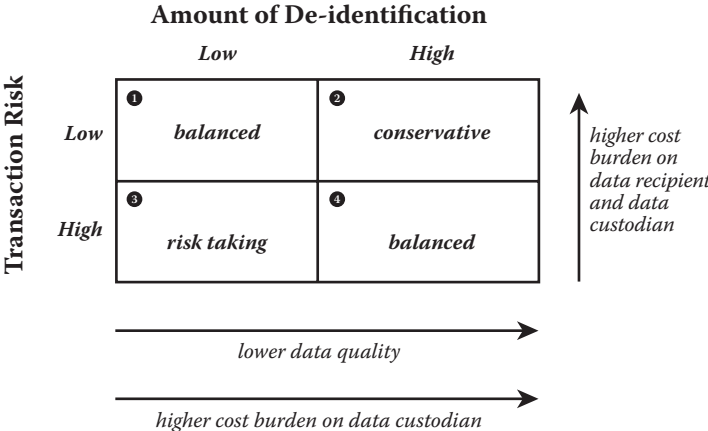 Amount of De-identification
Low High
Transaction Risk
Low
1 balanced
2 conservative
High
3 risk taking
4 balanced
higher cost
burden on
data recipient
and data
custodian
lower data quality
higher cost burden on data custodian